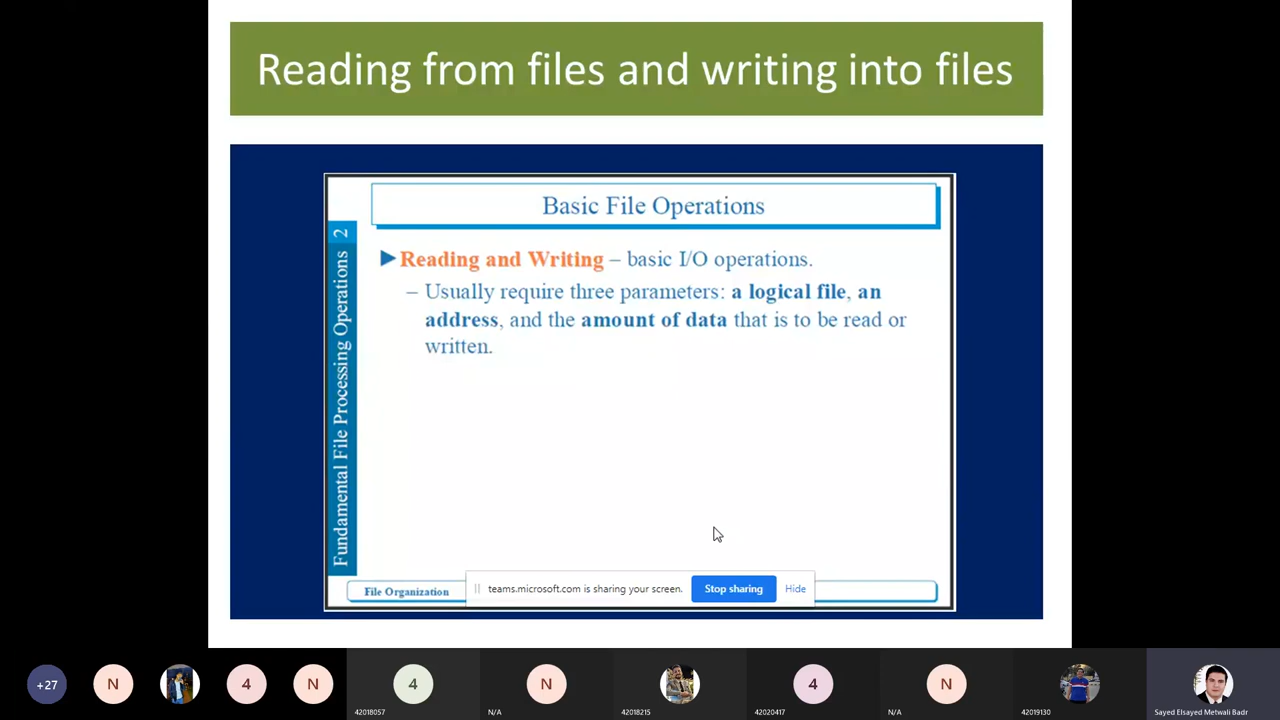 Reading from files and writing into files
Basic File Operations
Fundamental File Processing Operations 2
Reading and Writing – basic I/O operations.
– Usually require three parameters: a logical file, an
address, and the amount of data that is to be read or
written.
File Organization
teams.microsoft.com is sharing your screen.
Stop sharing
Hide
+27
N
4
N
4
N
4
N
42018057
N/A
42018215
42020417
N/A
42019130
Sayed Elsayed Metwali Badr